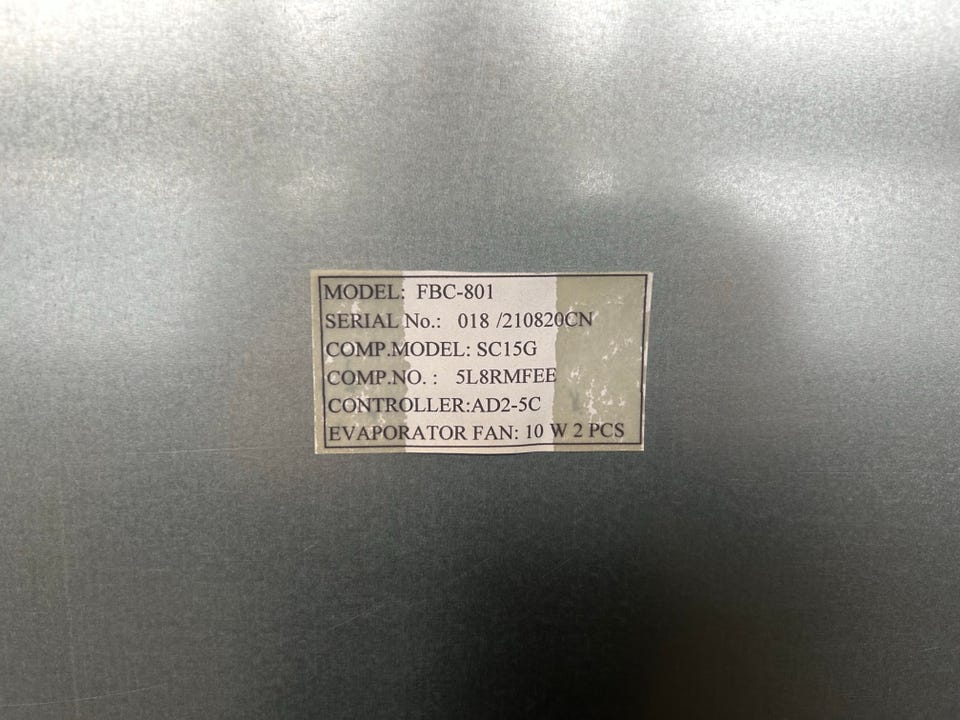 MODEL: FBC-801
SERIAL No.: 018 /210820CN
COMP.MODEL: SC15G
COMP.NO. : 5L8RMFEE
CONTROLLER:AD2-5C
EVAPORATOR FAN: 10 W 2 PCS